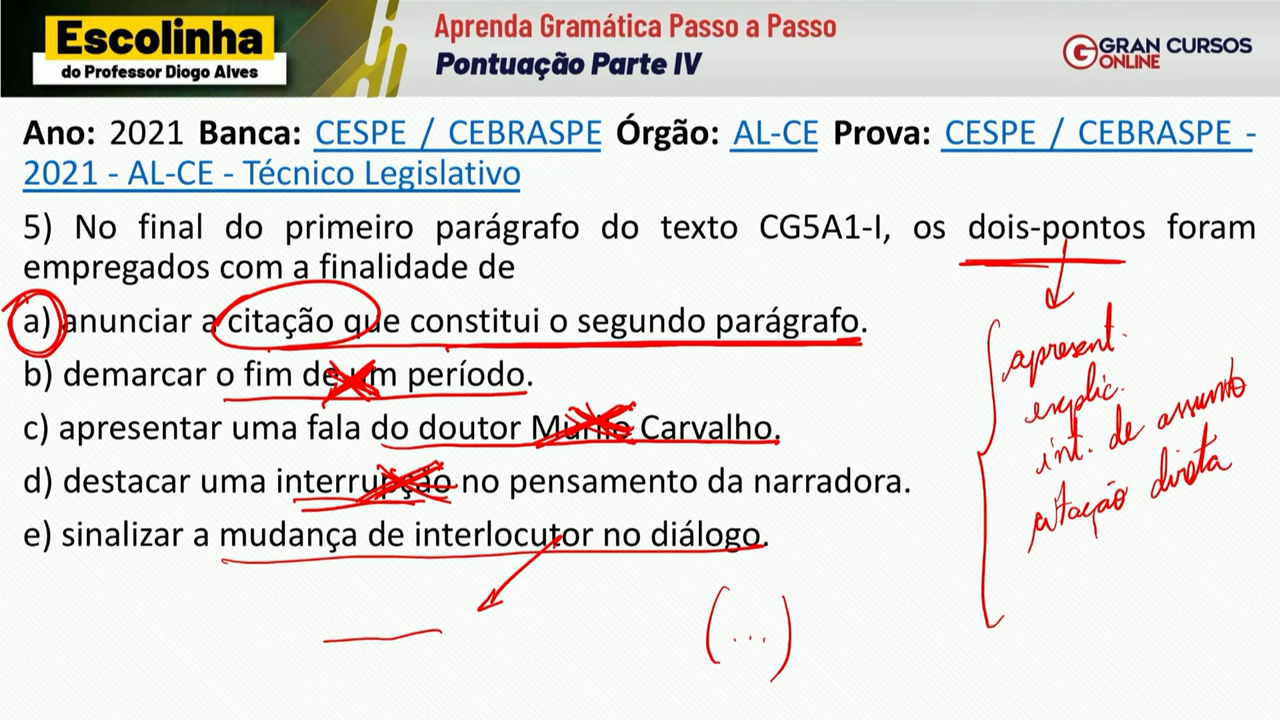 Escolinha
do Professor Diogo Alves
Aprenda Gramática Passo a Passo
Pontuação Parte IV
GRAN CURSOS
ONLINE
Ano: 2021 Banca: CESPE / CEBRASPE Órgão: AL-CE Prova: CESPE / CEBRASPE -
2021 - AL-CE - Técnico Legislativo
5) No final do primeiro parágrafo do texto CG5A1-I, os dois-pontos foram
empregados com a finalidade de
a) anunciar a citação que constitui o segundo parágrafo.
b) demarcar o fim de um período.
c) apresentar uma fala do doutor Murilo Carvalho.
d) destacar uma interrupção no pensamento da narradora.
e) sinalizar a mudança de interlocutor no diálogo.
apresent.
explic.
int. de assunto
citação direta
(...)